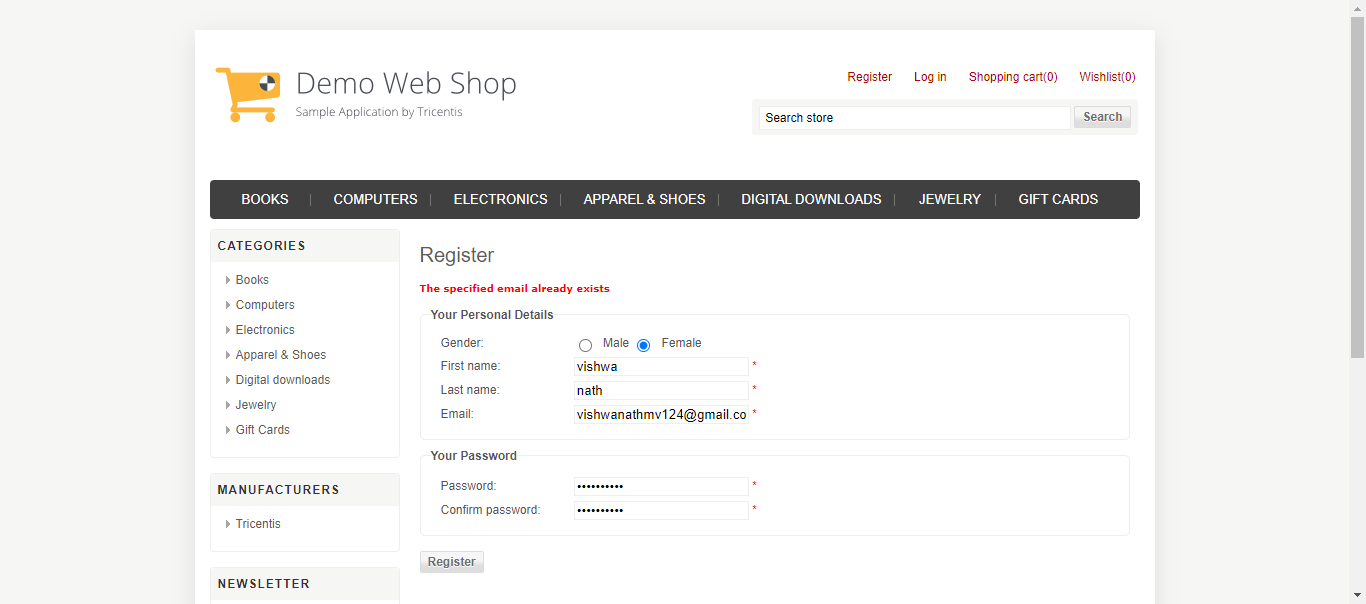 Demo Web Shop
Sample Application by Tricentis
Register Log in Shopping cart(0) Wishlist(0)
Search store Search
BOOKS COMPUTERS ELECTRONICS APPAREL & SHOES DIGITAL DOWNLOADS JEWELRY GIFT CARDS
CATEGORIES
Books
Computers
Electronics
Apparel & Shoes
Digital downloads
Jewelry
Gift Cards
MANUFACTURERS
Tricentis
NEWSLETTER
Register
The specified email already exists
Your Personal Details
Gender: Male Female
First name: vishwa *
Last name: nath *
Email: vishwanathmv124@gmail.co *
Your Password
Password: •••••••••• *
Confirm password: •••••••••• *
Register